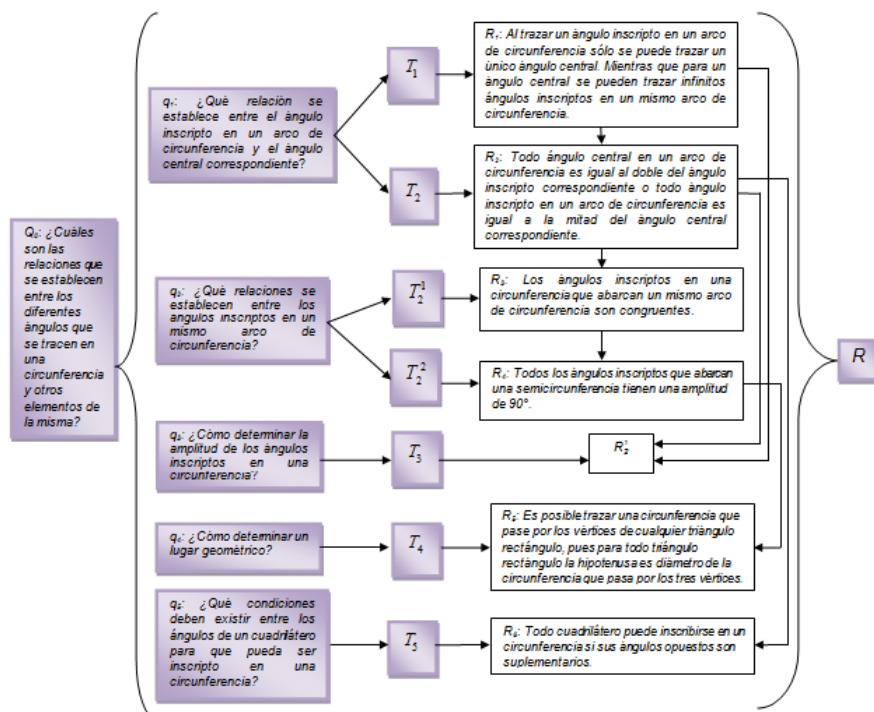 Q₀: ¿Cuáles
son las
relaciones que
se establecen
entre los
diferentes
ángulos que
se tracen en
una
circunferencia
y otros
elementos de
la misma?
q₁: ¿Qué relación se
establece entre el ángulo
inscripto en un arco de
circunferencia y el ángulo
central correspondiente?
T₁
R₁: Al trazar un ángulo inscripto en un arco
de circunferencia sólo se puede trazar un
único ángulo central. Mientras que para un
ángulo central se pueden trazar infinitos
ángulos inscriptos en un mismo arco de
circunferencia.
T₂
R₂: Todo ángulo central en un arco de
circunferencia es igual al doble del ángulo
inscripto correspondiente o todo ángulo
inscripto en un arco de circunferencia es
igual a la mitad del ángulo central
correspondiente.
q₂: ¿Qué relaciones se
establecen entre los
ángulos inscriptos en un
mismo arco de
circunferencia?
T₂¹
R₃: Los ángulos inscriptos en una
circunferencia que abarcan un mismo arco
de circunferencia son congruentes.
T₂²
R₄: Todos los ángulos inscriptos que abarcan
una semicircunferencia tienen una amplitud
de 90°.
q₃: ¿Cómo determinar la
amplitud de los ángulos
inscriptos en una
circunferencia?
T₃
R₂¹
q₄: ¿Cómo determinar un
lugar geométrico?
T₄
R₅: Es posible trazar una circunferencia que
pase por los vértices de cualquier triángulo
rectángulo, pues para todo triángulo
rectángulo la hipotenusa es diámetro de la
circunferencia que pasa por los tres vértices.
q₅: ¿Qué condiciones
deben existir entre los
ángulos de un cuadrilátero
para que pueda ser
inscripto en una
circunferencia?
T₅
R₆: Todo cuadrilátero puede inscribirse en un
circunferencia si sus ángulos opuestos son
suplementarios.
R